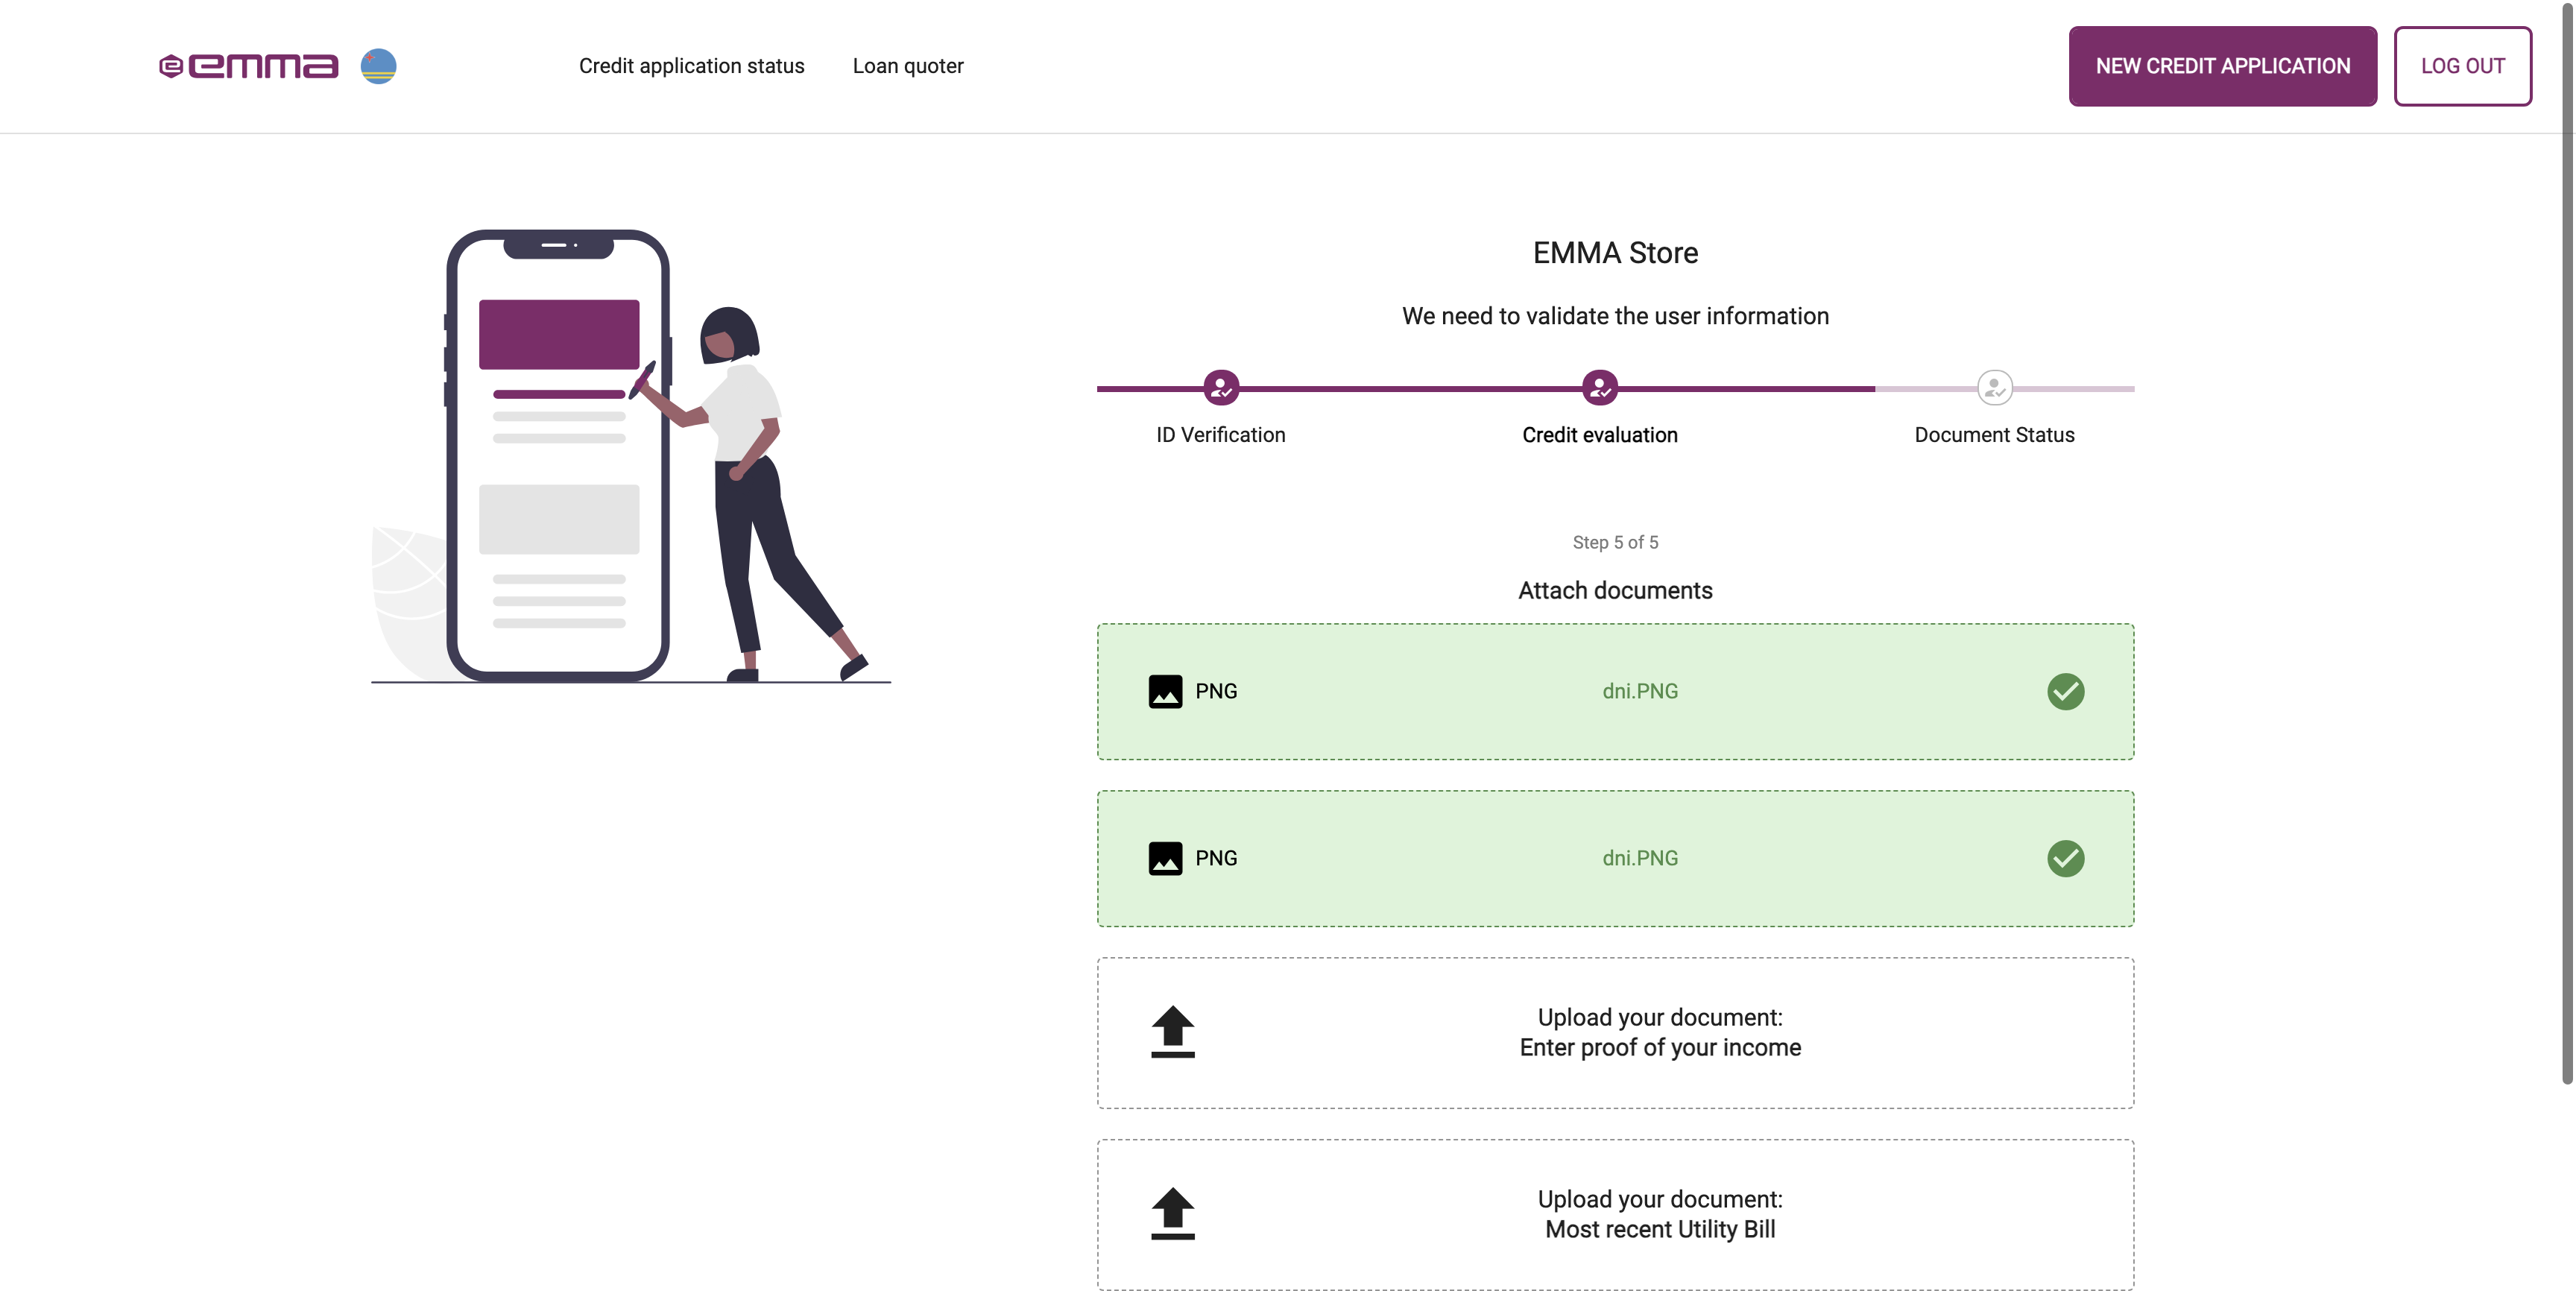 emma
Credit application status
Loan quoter
NEW CREDIT APPLICATION
LOG OUT
EMMA Store
We need to validate the user information
ID Verification
Credit evaluation
Document Status
Step 5 of 5
Attach documents
PNG
dni.PNG
PNG
dni.PNG
Upload your document:
Enter proof of your income
Upload your document:
Most recent Utility Bill